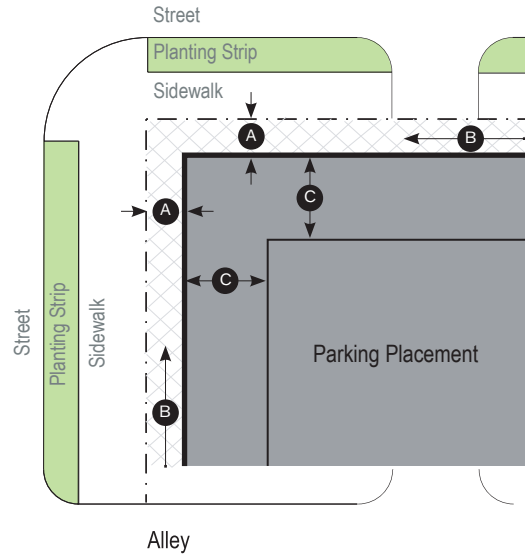 Street
Planting Strip
Sidewalk
A
B
A
C
C
Street
Planting Strip
Sidewalk
Parking Placement
B
Alley